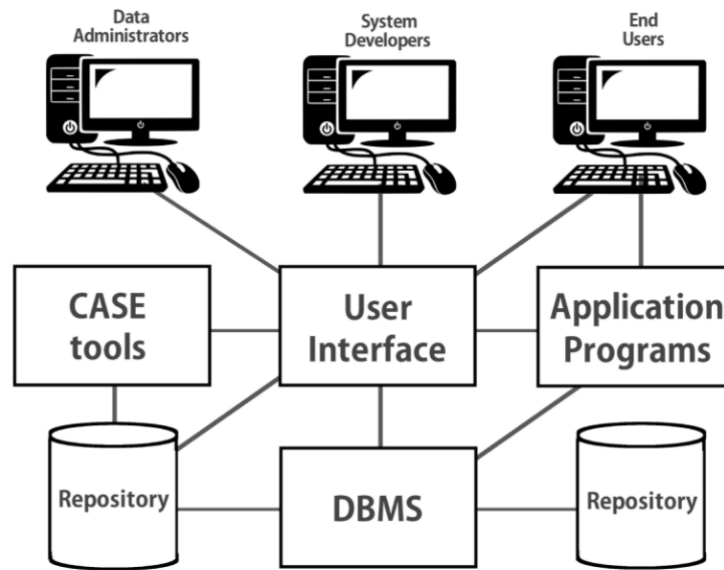 Data
Administrators
System
Developers
End
Users
CASE
tools
User
Interface
Application
Programs
Repository
DBMS
Repository